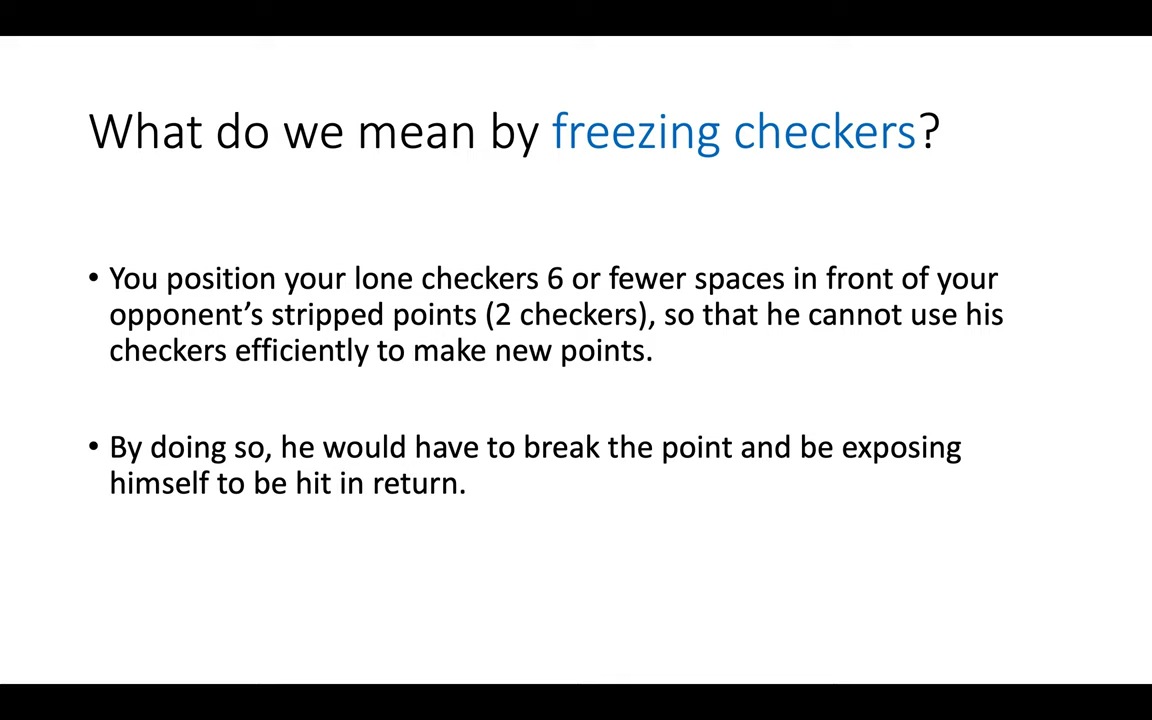 What do we mean by freezing checkers?
• You position your lone checkers 6 or fewer spaces in front of your
opponent’s stripped points (2 checkers), so that he cannot use his
checkers efficiently to make new points.
• By doing so, he would have to break the point and be exposing
himself to be hit in return.